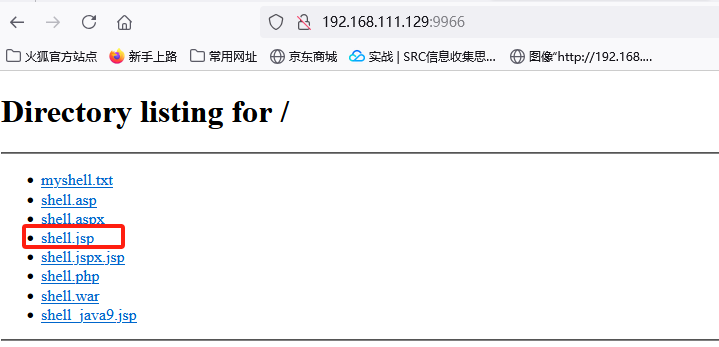 192.168.111.129:9966
火狐官方站点 新手上路 常用网址 京东商城 实战 | SRC信息收集思... 图像“http://192.168....
Directory listing for /
myshell.txt
shell.asp
shell.aspx
shell.jsp
shell.jspx.jsp
shell.php
shell.war
shell_java9.jsp